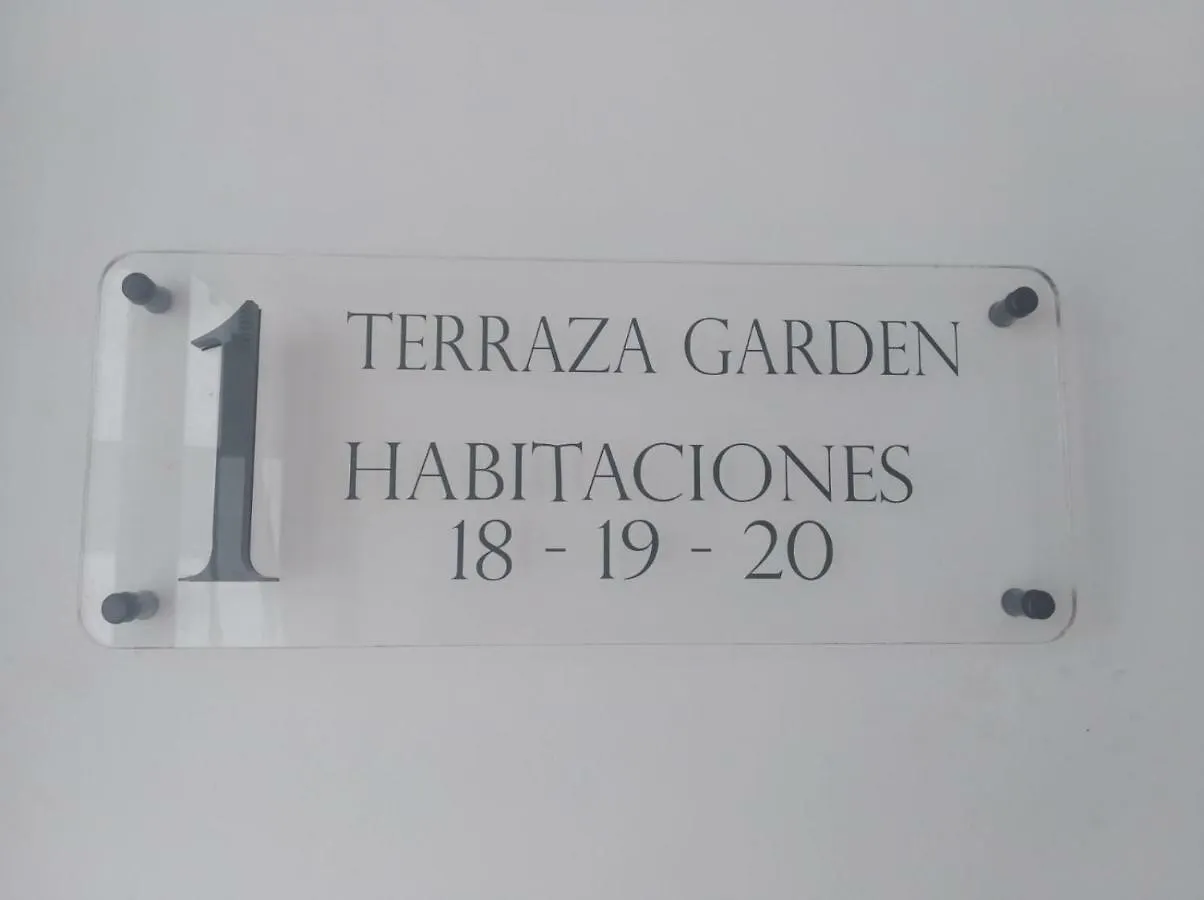 1
TERRAZA GARDEN
HABITACIONES
18 - 19 - 20